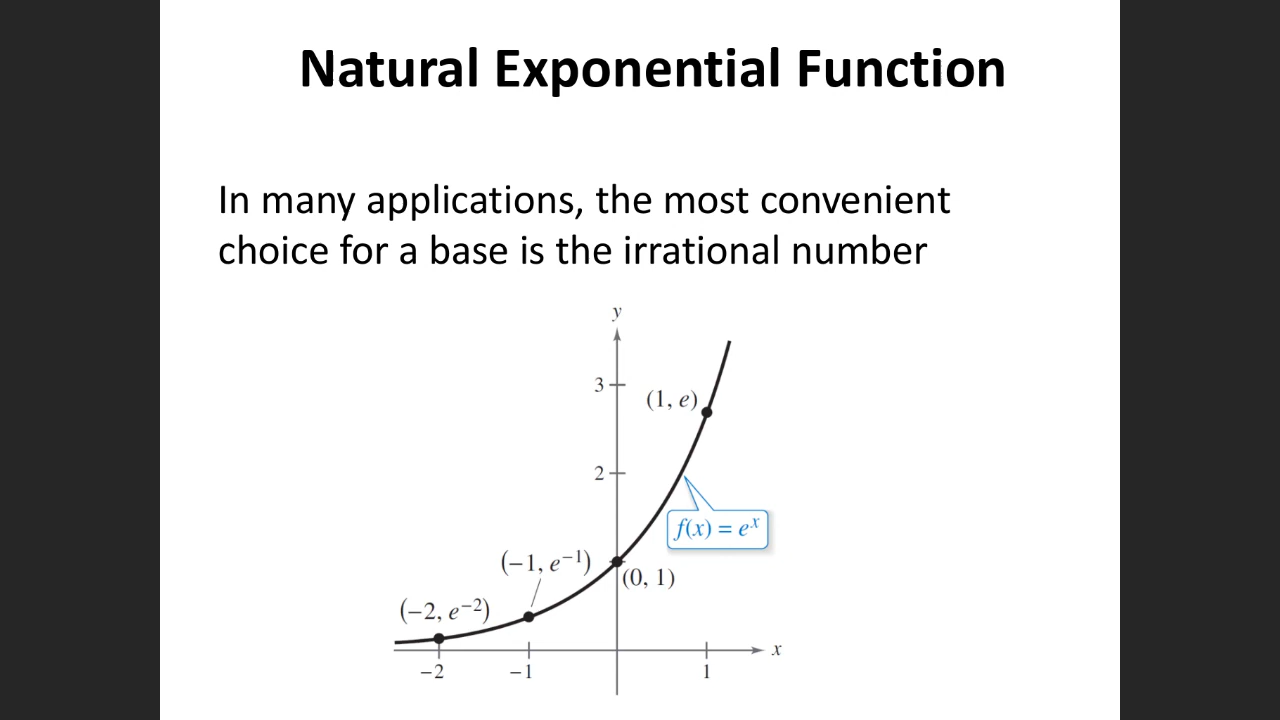 Natural Exponential Function
In many applications, the most convenient
choice for a base is the irrational number
y
3
(1, e)
2
f(x) = eˣ
(−1, e⁻¹)
(0, 1)
(−2, e⁻²)
x
−2
−1
1